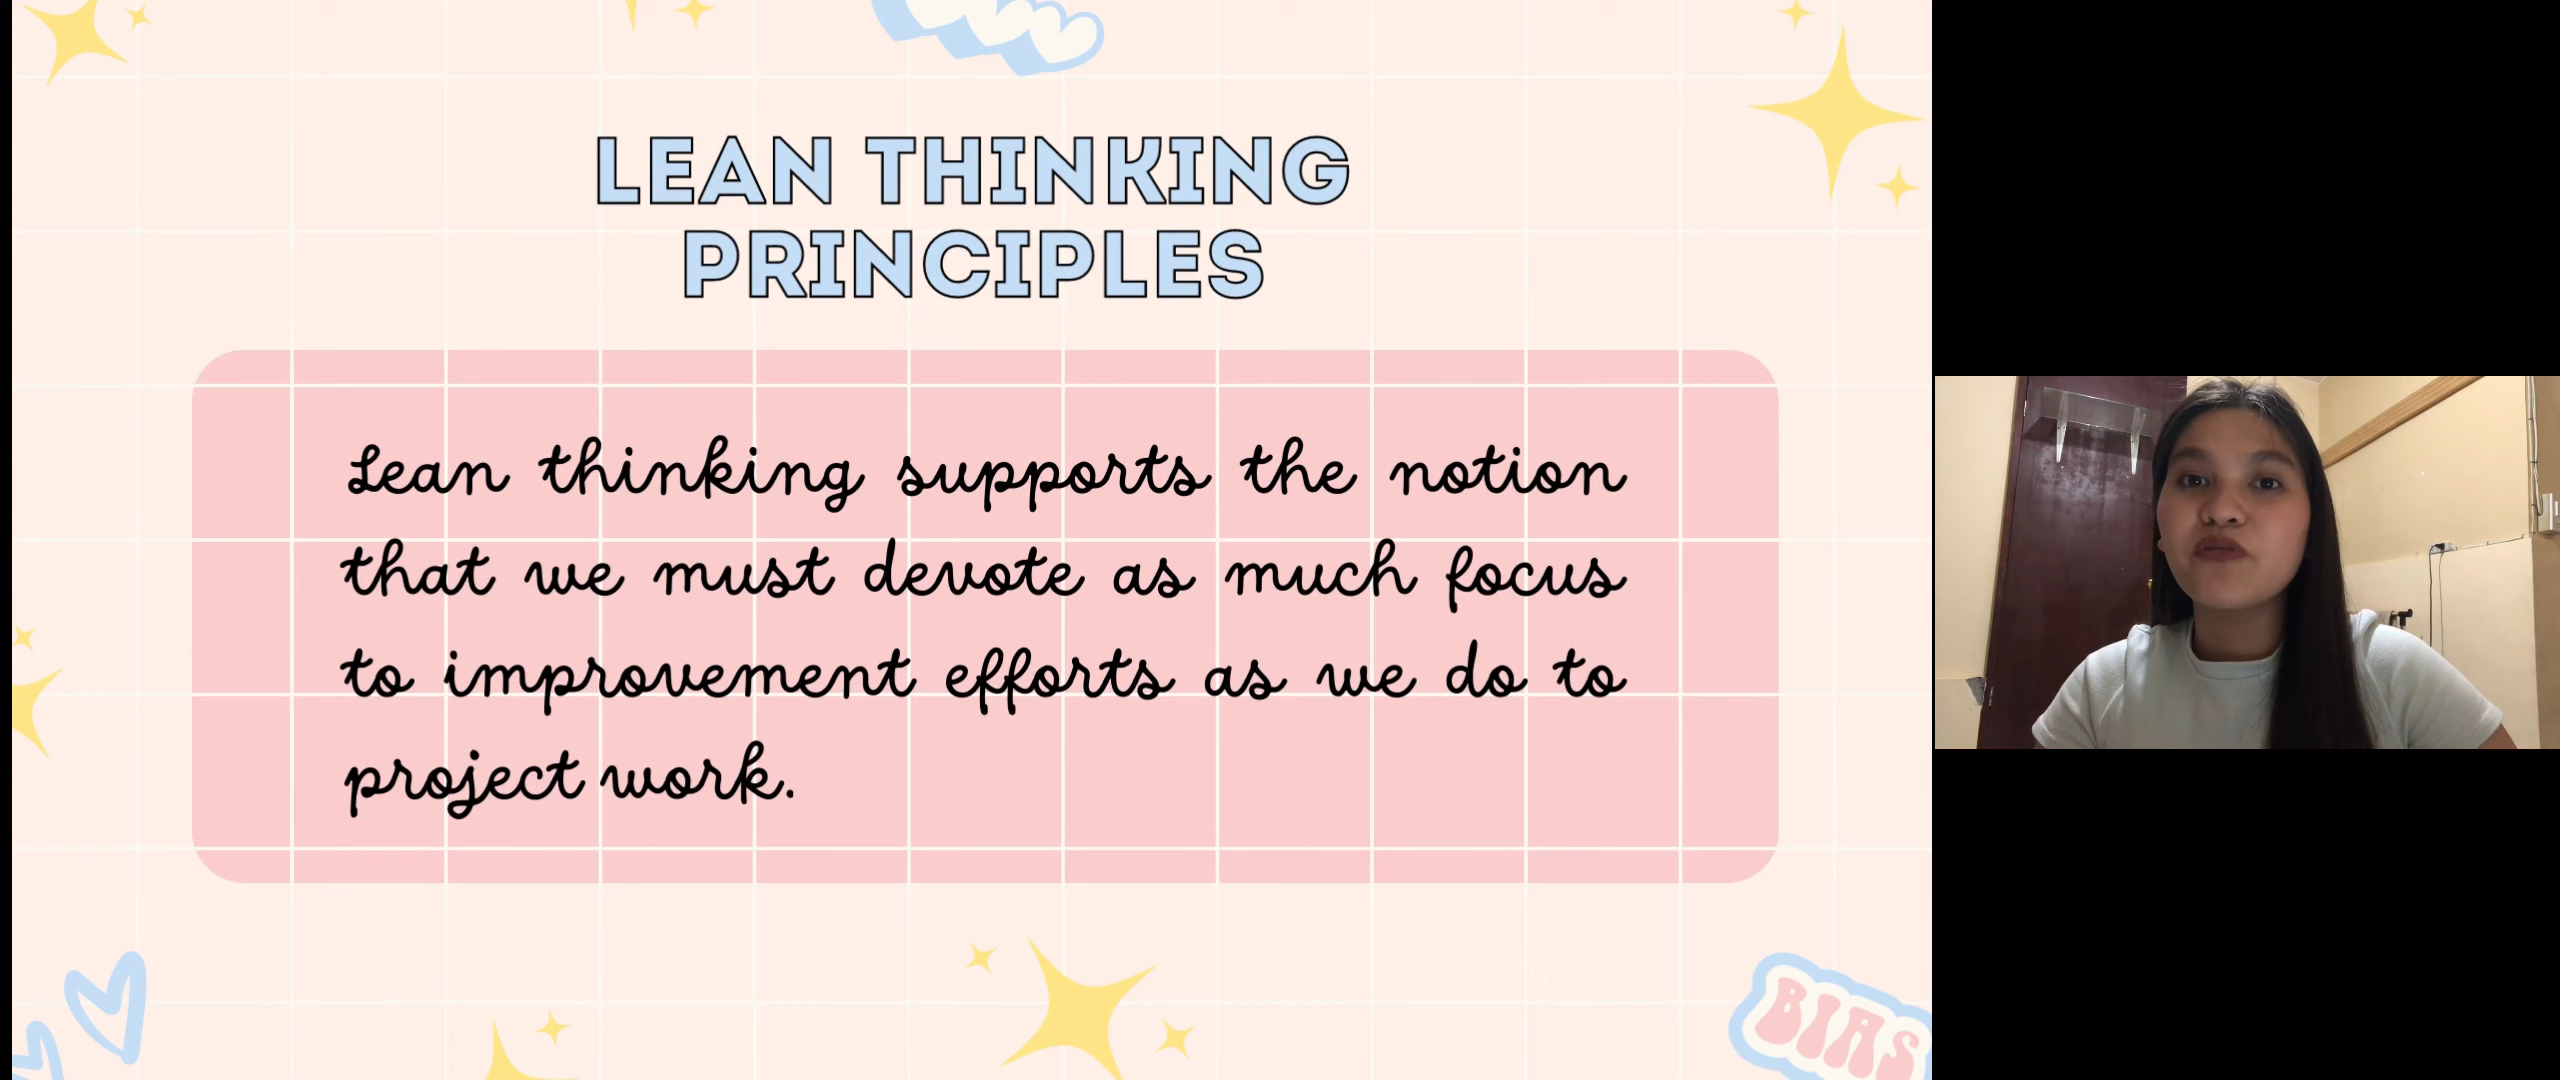 LEAN THINKING
PRINCIPLES
Lean thinking supports the notion
that we must devote as much focus
to improvement efforts as we do to
project work.
BIAS